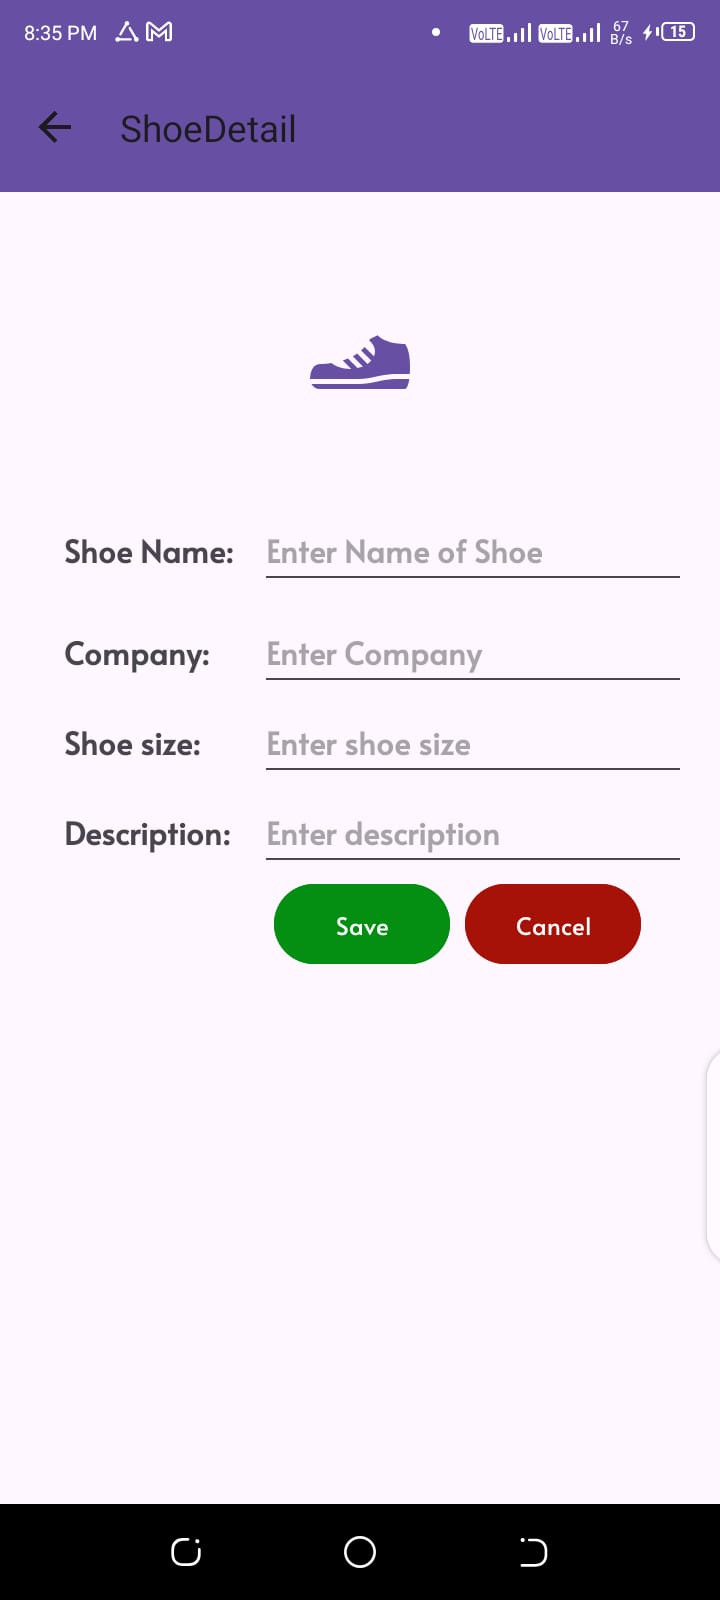 8:35 PM VoLTE VoLTE 67 B/s 15
ShoeDetail
Shoe Name: Enter Name of Shoe
Company: Enter Company
Shoe size: Enter shoe size
Description: Enter description
Save Cancel